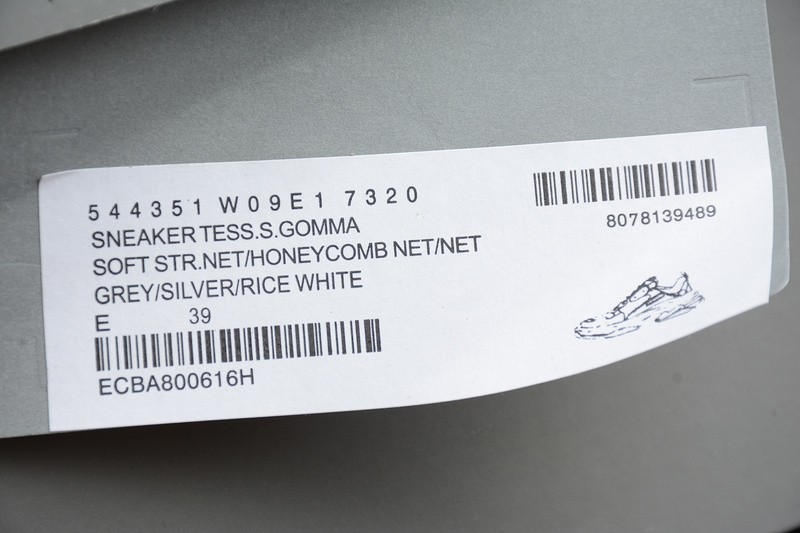 544351 W09E1 7320
SNEAKER TESS.S.GOMMA
SOFT STR.NET/HONEYCOMB NET/NET
GREY/SILVER/RICE WHITE
E 39
ECBA800616H
8078139489